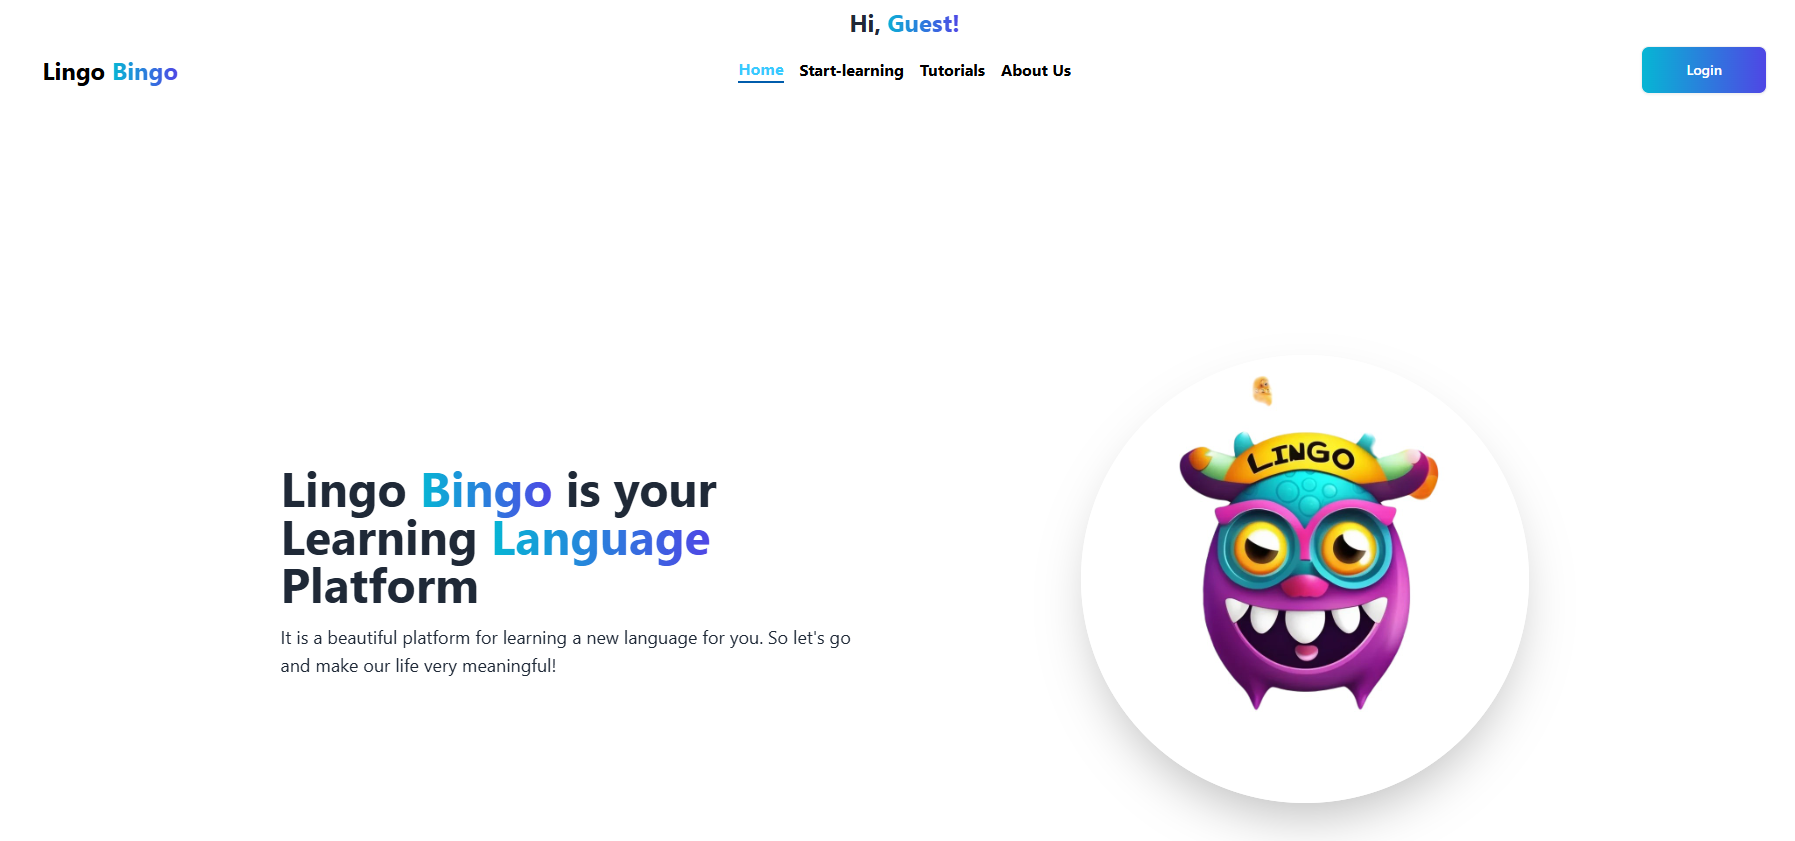 Hi, Guest!
Lingo Bingo
Home Start-learning Tutorials About Us
Login
Lingo Bingo is your
Learning Language
Platform
It is a beautiful platform for learning a new language for you. So let's go
and make our life very meaningful!
LINGO